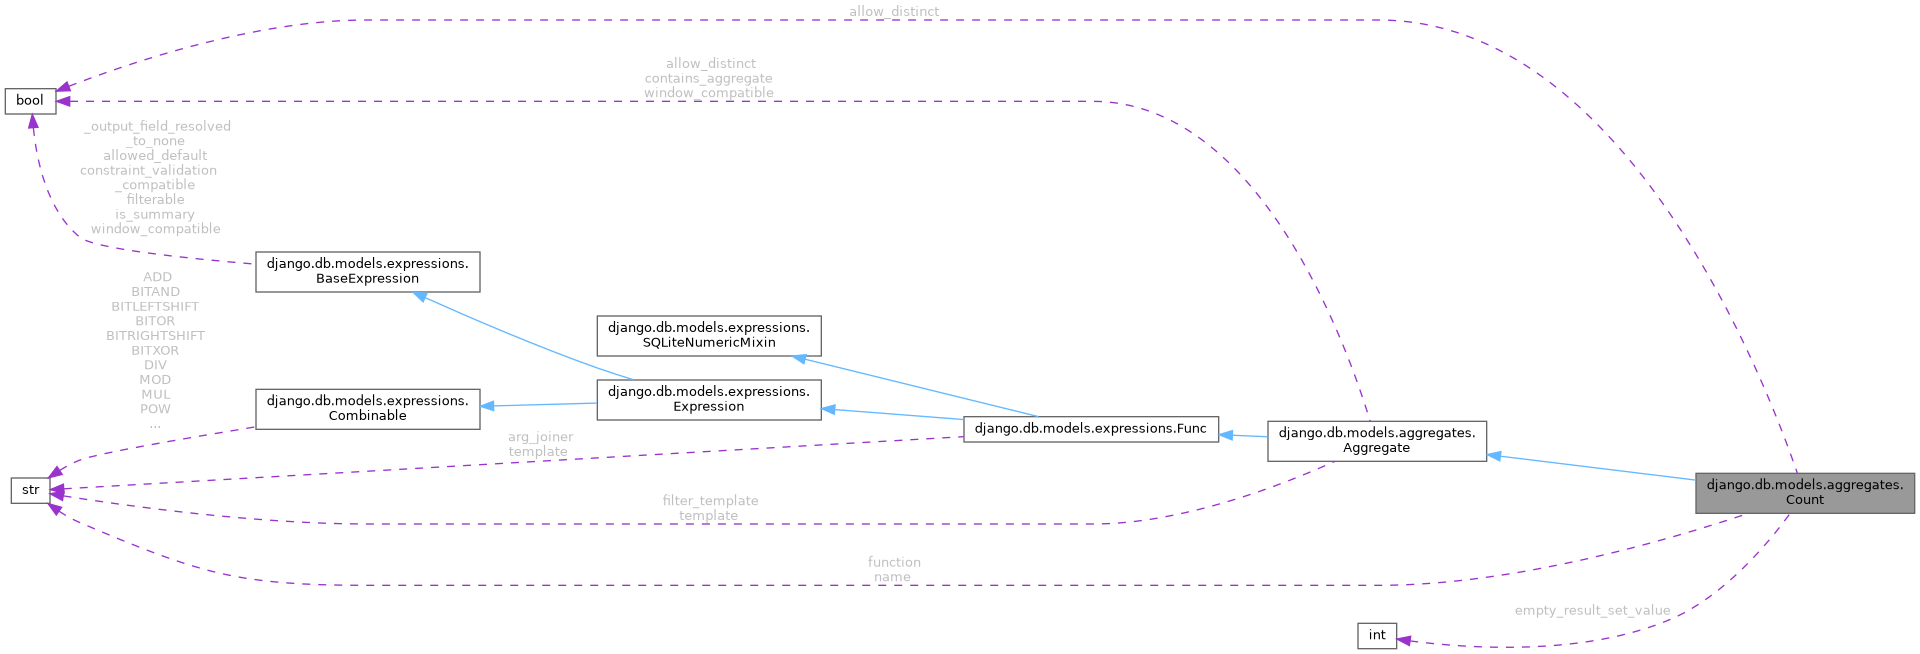 allow_distinct
allow_distinct
contains_aggregate
window_compatible
bool
_output_field_resolved
_to_none
allowed_default
constraint_validation
_compatible
filterable
is_summary
window_compatible
django.db.models.expressions.
BaseExpression
ADD
BITAND
BITLEFTSHIFT
BITOR
BITRIGHTSHIFT
BITXOR
DIV
MOD
MUL
POW
...
django.db.models.expressions.
SQLiteNumericMixin
django.db.models.expressions.
Expression
django.db.models.expressions.
Combinable
django.db.models.expressions.Func
django.db.models.aggregates.
Aggregate
arg_joiner
template
str
django.db.models.aggregates.
Count
filter_template
template
function
name
empty_result_set_value
int